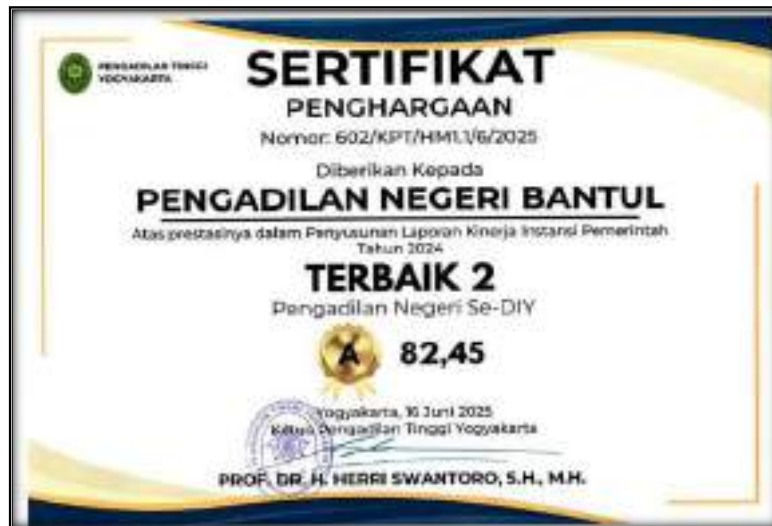 PENGADILAN TINGGI
YOGYAKARTA
SERTIFIKAT
PENGHARGAAN
Nomor: 602/KPT/HM1.1/6/2025
Diberikan Kepada
PENGADILAN NEGERI BANTUL
Atas prestasinya dalam Penyusunan Laporan Kinerja Instansi Pemerintah
Tahun 2024
TERBAIK 2
Pengadilan Negeri Se-DIY
A 82,45
Yogyakarta, 16 Juni 2025
Ketua Pengadilan Tinggi Yogyakarta
PROF. DR. H. HERRI SWANTORO, S.H., M.H.